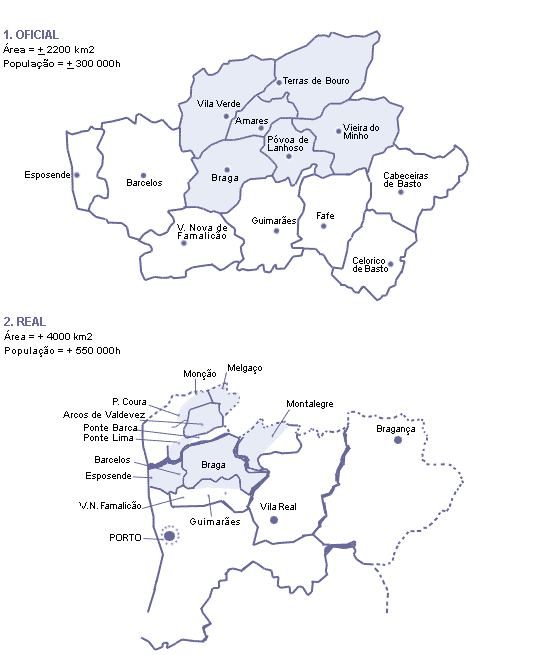 1. OFICIAL
Área = ± 2200 km2
População = ± 300 000h
Terras de Bouro
Vila Verde
Amares
Vieira do
Minho
Póvoa de
Lanhoso
Esposende
Barcelos
Braga
Cabeceiras
de Basto
V. Nova de
Famalicão
Guimarães
Fafe
Celorico
de Basto
2. REAL
Área = + 4000 km2
População = + 550 000h
Monção
Melgaço
P. Coura
Montalegre
Arcos de Valdevez
Ponte Barca
Ponte Lima
Bragança
Barcelos
Braga
Esposende
V.N. Famalicão
Vila Real
Guimarães
PORTO